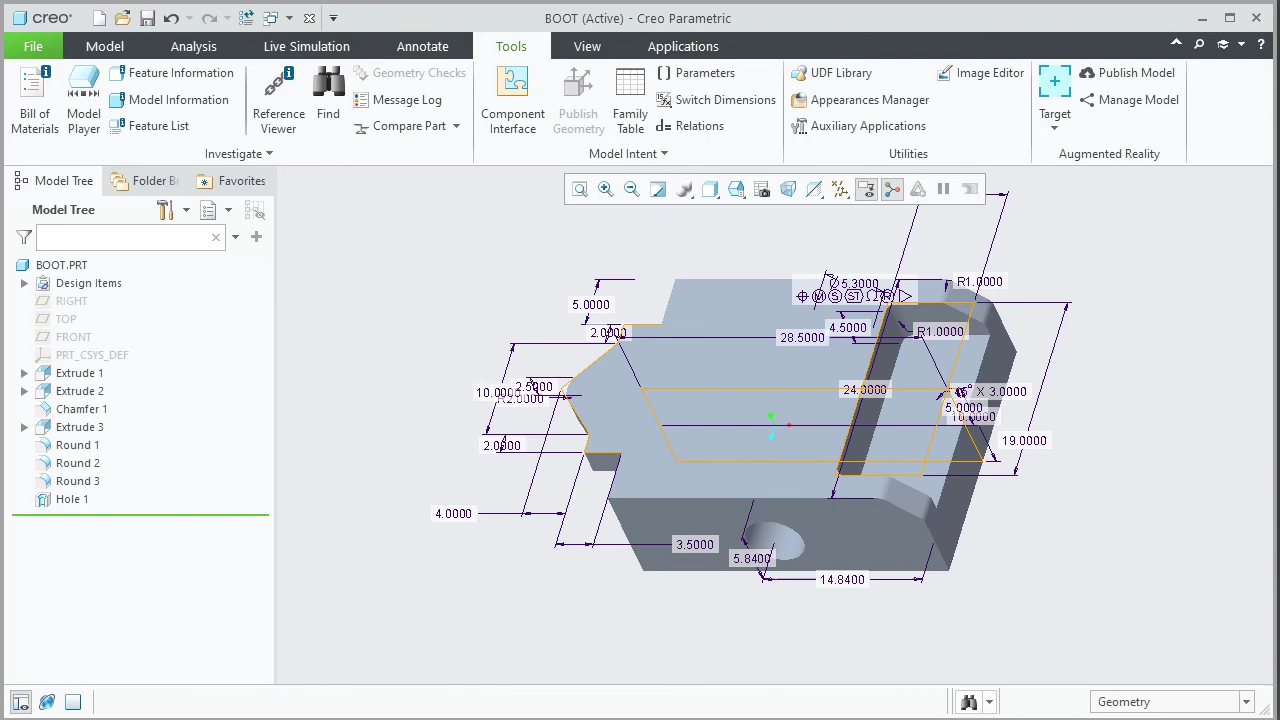 creo
BOOT (Active) - Creo Parametric
File
Model
Analysis
Live Simulation
Annotate
Tools
View
Applications
Bill of Materials
Model Player
Feature Information
Model Information
Feature List
Reference Viewer
Find
Geometry Checks
Message Log
Compare Part
Investigate
Component Interface
Publish Geometry
Family Table
Parameters
Switch Dimensions
d= Relations
Model Intent
UDF Library
Appearances Manager
Auxiliary Applications
Image Editor
Utilities
Target
Publish Model
Manage Model
Augmented Reality
Model Tree
Folder B
Favorites
Model Tree
BOOT.PRT
Design Items
RIGHT
TOP
FRONT
PRT_CSYS_DEF
Extrude 1
Extrude 2
Chamfer 1
Extrude 3
Round 1
Round 2
Round 3
Hole 1
5.0000
2.0000
Ø5.3000
R1.0000
4.5000
28.5000
R1.0000
2.5000
24.0000
X 3.0000
5.0000
19.0000
2.0000
4.0000
3.5000
5.8400
14.8400
Geometry